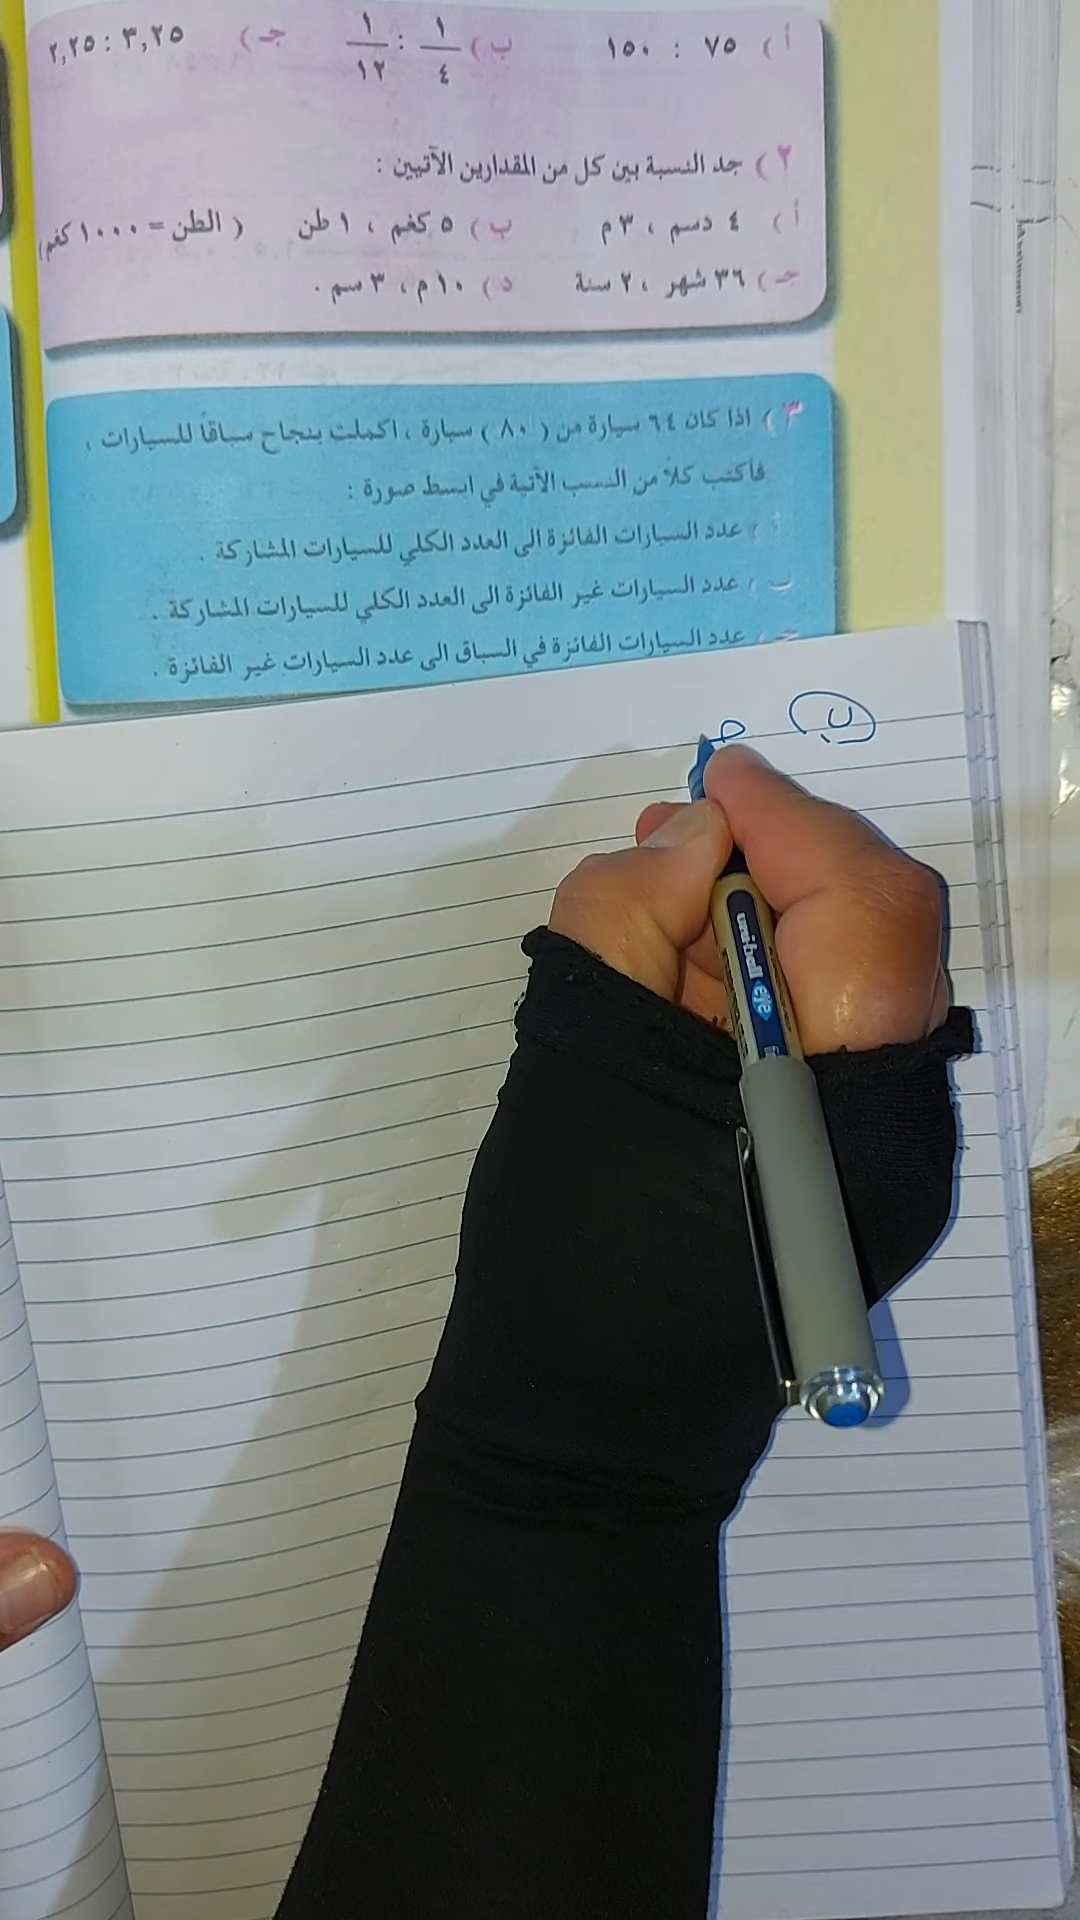 أ ) ٧٥ : ١٥٠ ب ) ١/٤ : ١/١٢ جـ ) ٣,٢٥ : ٢,٢٥
٢ ) جد النسبة بين كل من المقدارين الآتيين :
أ ) ٤ دسم ، ٣ م ب ) ٥ كغم ، ١ طن ( الطن = ١٠٠٠ كغم )
جـ ) ٣٦ شهر ، ٢ سنة د ) ١٠ م ، ٣ سم .
٣ ) اذا كان ٦٤ سيارة من ( ٨٠ ) سيارة ، اكملت بنجاح سباقاً للسيارات ،
فأكتب كلاً من النسب الآتية في ابسط صورة :
أ ) عدد السيارات الفائزة الى العدد الكلي للسيارات المشاركة .
ب ) عدد السيارات غير الفائزة الى العدد الكلي للسيارات المشاركة .
جـ ) عدد السيارات الفائزة في السباق الى عدد السيارات غير الفائزة .
uni-ball eye